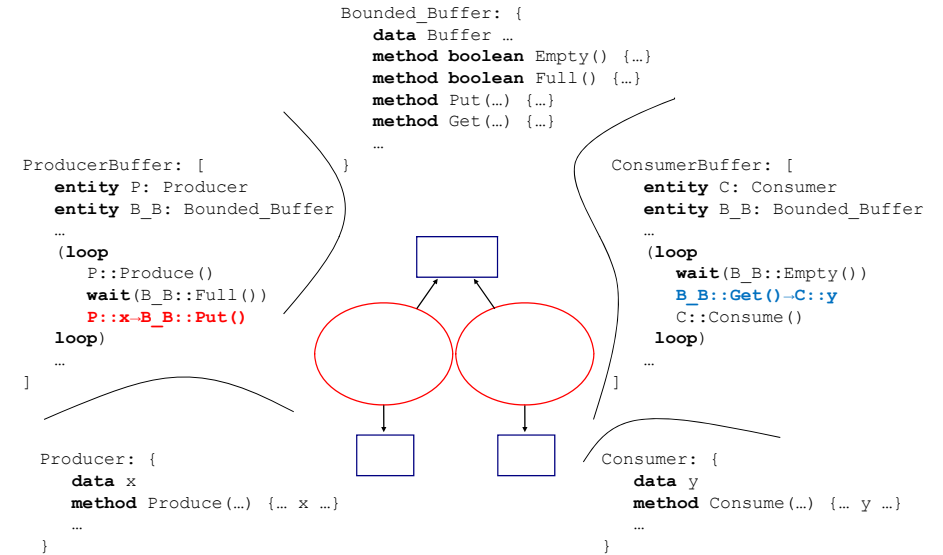 Bounded_Buffer: {
data Buffer …
method boolean Empty() {…}
method boolean Full() {…}
method Put(…) {…}
method Get(…) {…}
…
}
ProducerBuffer: [
entity P: Producer
entity B_B: Bounded_Buffer
…
(loop
P::Produce()
wait(B_B::Full())
P::x→B_B::Put()
loop)
…
]
ConsumerBuffer: [
entity C: Consumer
entity B_B: Bounded_Buffer
…
(loop
wait(B_B::Empty())
B_B::Get()→C::y
C::Consume()
loop)
…
]
Producer: {
data x
method Produce(…) {… x …}
…
}
Consumer: {
data y
method Consume(…) {… y …}
…
}